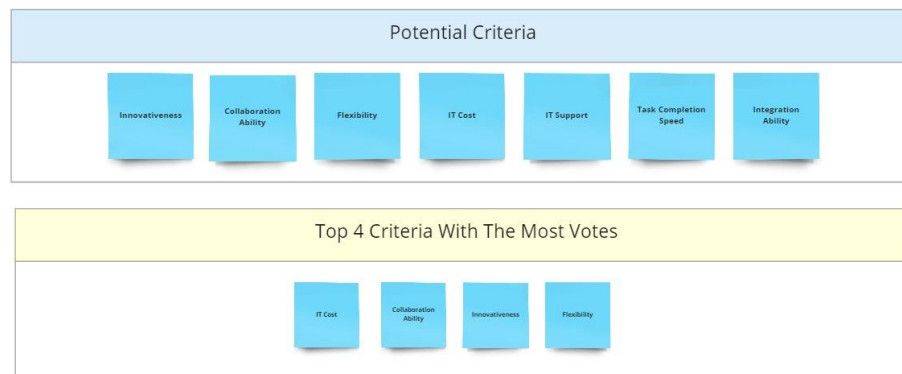 Potential Criteria
Innovativeness
Collaboration
Ability
Flexibility
IT Cost
IT Support
Task Completion
Speed
Integration
Ability
Top 4 Criteria With The Most Votes
IT Cost
Collaboration
Ability
Innovativeness
Flexibility